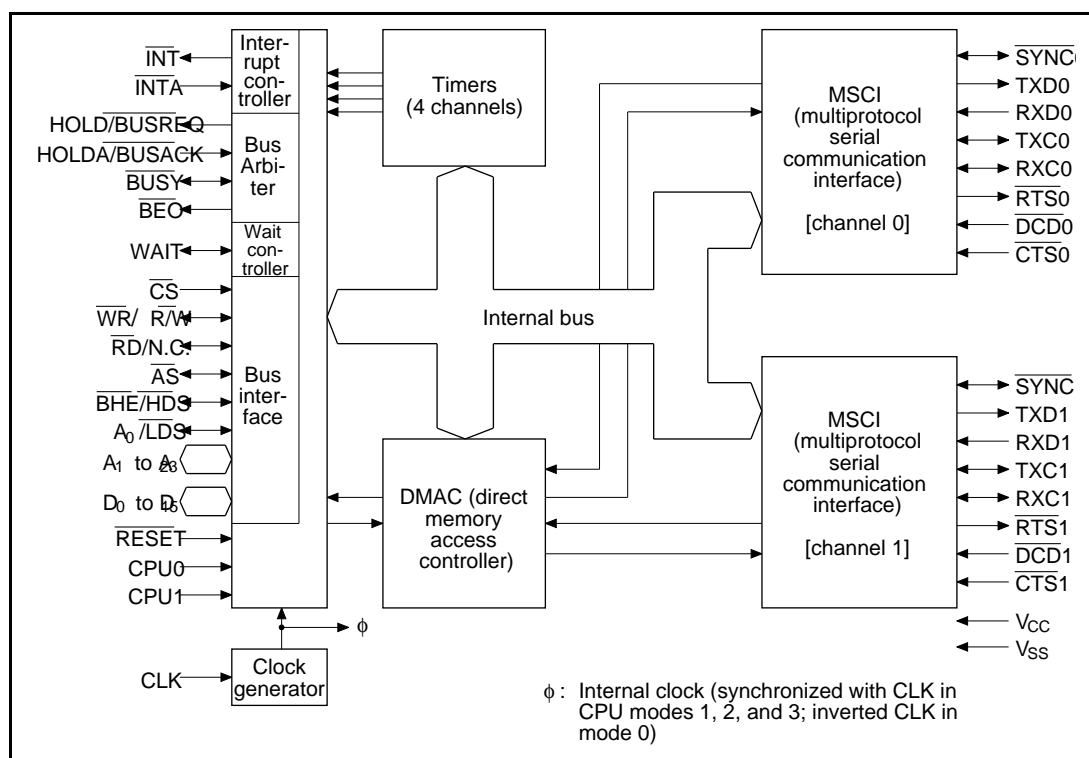 INT
INTA
HOLD/BUSREQ
HOLDA/BUSACK
BUSY
BEO
WAIT
CS
WR/ R/W
RD/N.C.
AS
BHE/HDS
A0/LDS
A1 to A23
D0 to D15
RESET
CPU0
CPU1
CLK
Inter-
rupt
con-
troller
Bus
Arbi-
ter
Wait
con-
troller
Bus
inter-
face
Clock
generator
ϕ
Timers
(4 channels)
Internal bus
DMAC (direct
memory
access
controller)
MSCI
(multiprotocol
serial
communication
interface)
[channel 0]
SYNC0
TXD0
RXD0
TXC0
RXC0
RTS0
DCD0
CTS0
MSCI
(multiprotocol
serial
communication
interface)
[channel 1]
SYNC
TXD1
RXD1
TXC1
RXC1
RTS1
DCD1
CTS1
VCC
VSS
ϕ : Internal clock (synchronized with CLK in
CPU modes 1, 2, and 3; inverted CLK in
mode 0)